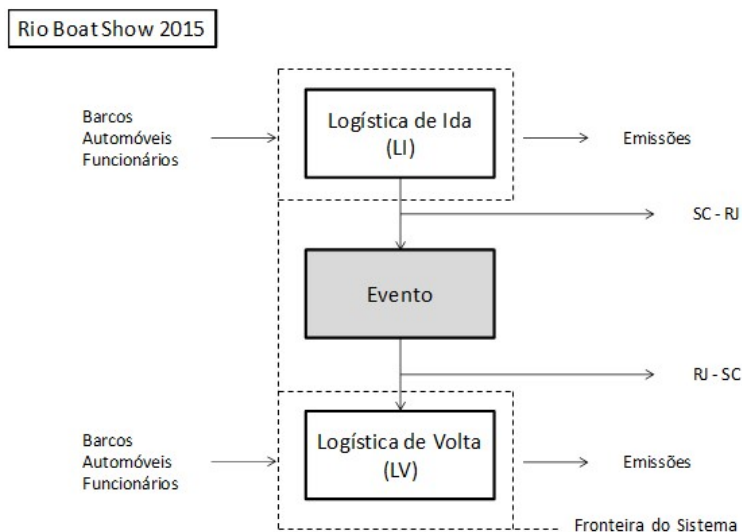 Rio Boat Show 2015
Barcos
Automóveis
Funcionários
Logística de Ida
(LI)
Emissões
SC - RJ
Evento
RJ - SC
Barcos
Automóveis
Funcionários
Logística de Volta
(LV)
Emissões
Fronteira do Sistema